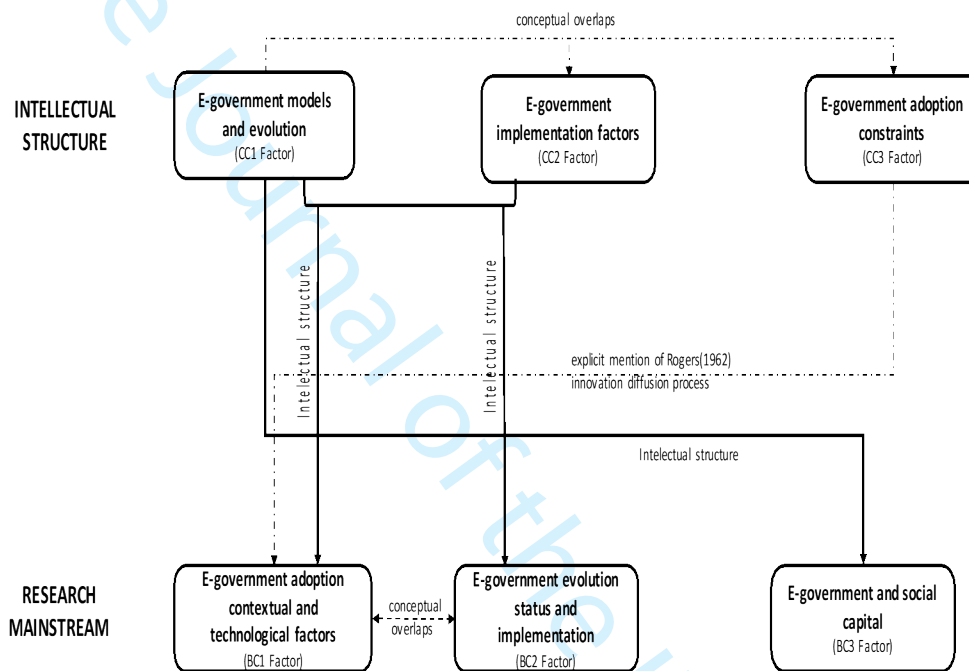 conceptual overlaps
INTELLECTUAL
STRUCTURE
E-government models
and evolution
(CC1 Factor)
E-government
implementation factors
(CC2 Factor)
E-government adoption
constraints
(CC3 Factor)
Intelectual structure
Intelectual structure
explicit mention of Rogers(1962)
innovation diffusion process
Intelectual structure
RESEARCH
MAINSTREAM
E-government adoption
contextual and
technological factors
(BC1 Factor)
conceptual
overlaps
E-government evolution
status and
implementation
(BC2 Factor)
E-government and social
capital
(BC3 Factor)
e Journal of the